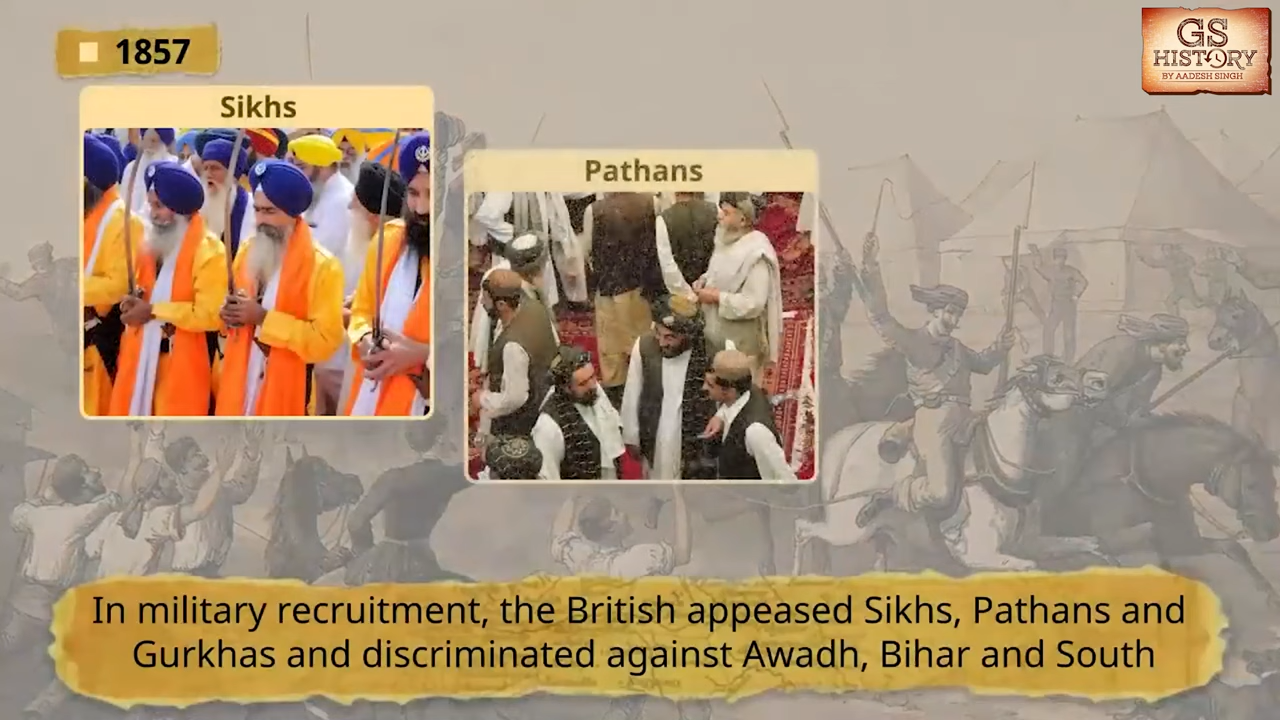 1857
GS
HISTORY
BY AADESH SINGH
Sikhs
Pathans
In military recruitment, the British appeased Sikhs, Pathans and
Gurkhas and discriminated against Awadh, Bihar and South